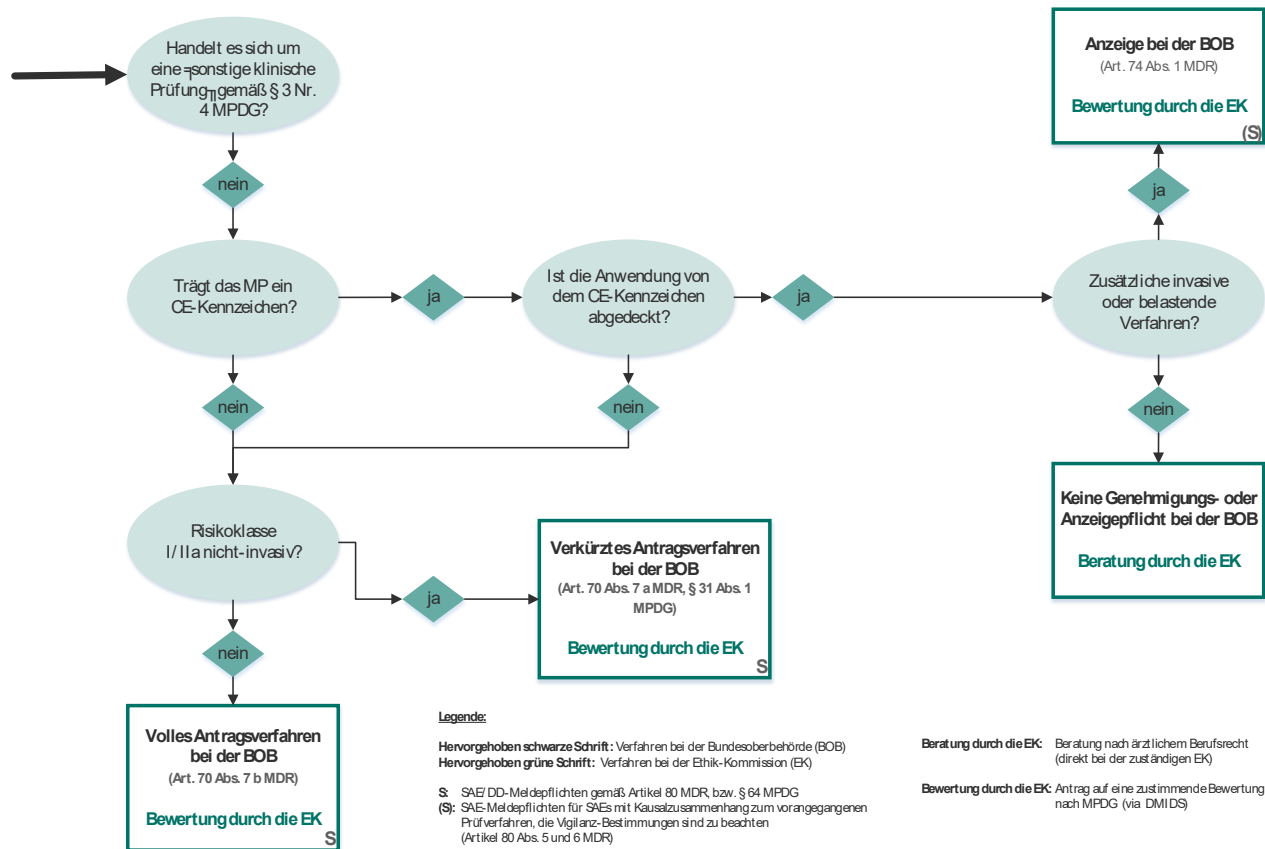 Handelt es sich um
eine =sonstige klinische
Prüfung╖ gemäß § 3 Nr.
4 MPDG?
nein
Trägt das MP ein
CE-Kennzeichen?
ja
Ist die Anwendung von
dem CE-Kennzeichen
abgedeckt?
ja
Zusätzliche invasive
oder belastende
Verfahren?
ja
Anzeige bei der BOB
(Art. 74 Abs. 1 MDR)
Bewertung durch die EK
(S)
nein
Keine Genehmigungs- oder
Anzeigepflicht bei der BOB
Beratung durch die EK
nein
nein
Risikoklasse
I / IIa nicht-invasiv?
ja
Verkürztes Antragsverfahren
bei der BOB
(Art. 70 Abs. 7 a MDR, § 31 Abs. 1
MPDG)
Bewertung durch die EK
S
nein
Volles Antragsverfahren
bei der BOB
(Art. 70 Abs. 7 b MDR)
Bewertung durch die EK
S
Legende:
Hervorgehoben schwarze Schrift: Verfahren bei der Bundesoberbehörde (BOB)
Hervorgehoben grüne Schrift: Verfahren bei der Ethik-Kommission (EK)
S: SAE/ DD-Meldepflichten gemäß Artikel 80 MDR, bzw. § 64 MPDG
(S): SAE-Meldepflichten für SAEs mit Kausalzusammenhang zum vorangegangenen
Prüfverfahren, die Vigilanz-Bestimmungen sind zu beachten
(Artikel 80 Abs. 5 und 6 MDR)
Beratung durch die EK: Beratung nach ärztlichem Berufsrecht
(direkt bei der zuständigen EK)
Bewertung durch die EK: Antrag auf eine zustimmende Bewertung
nach MPDG (via DMIDS)